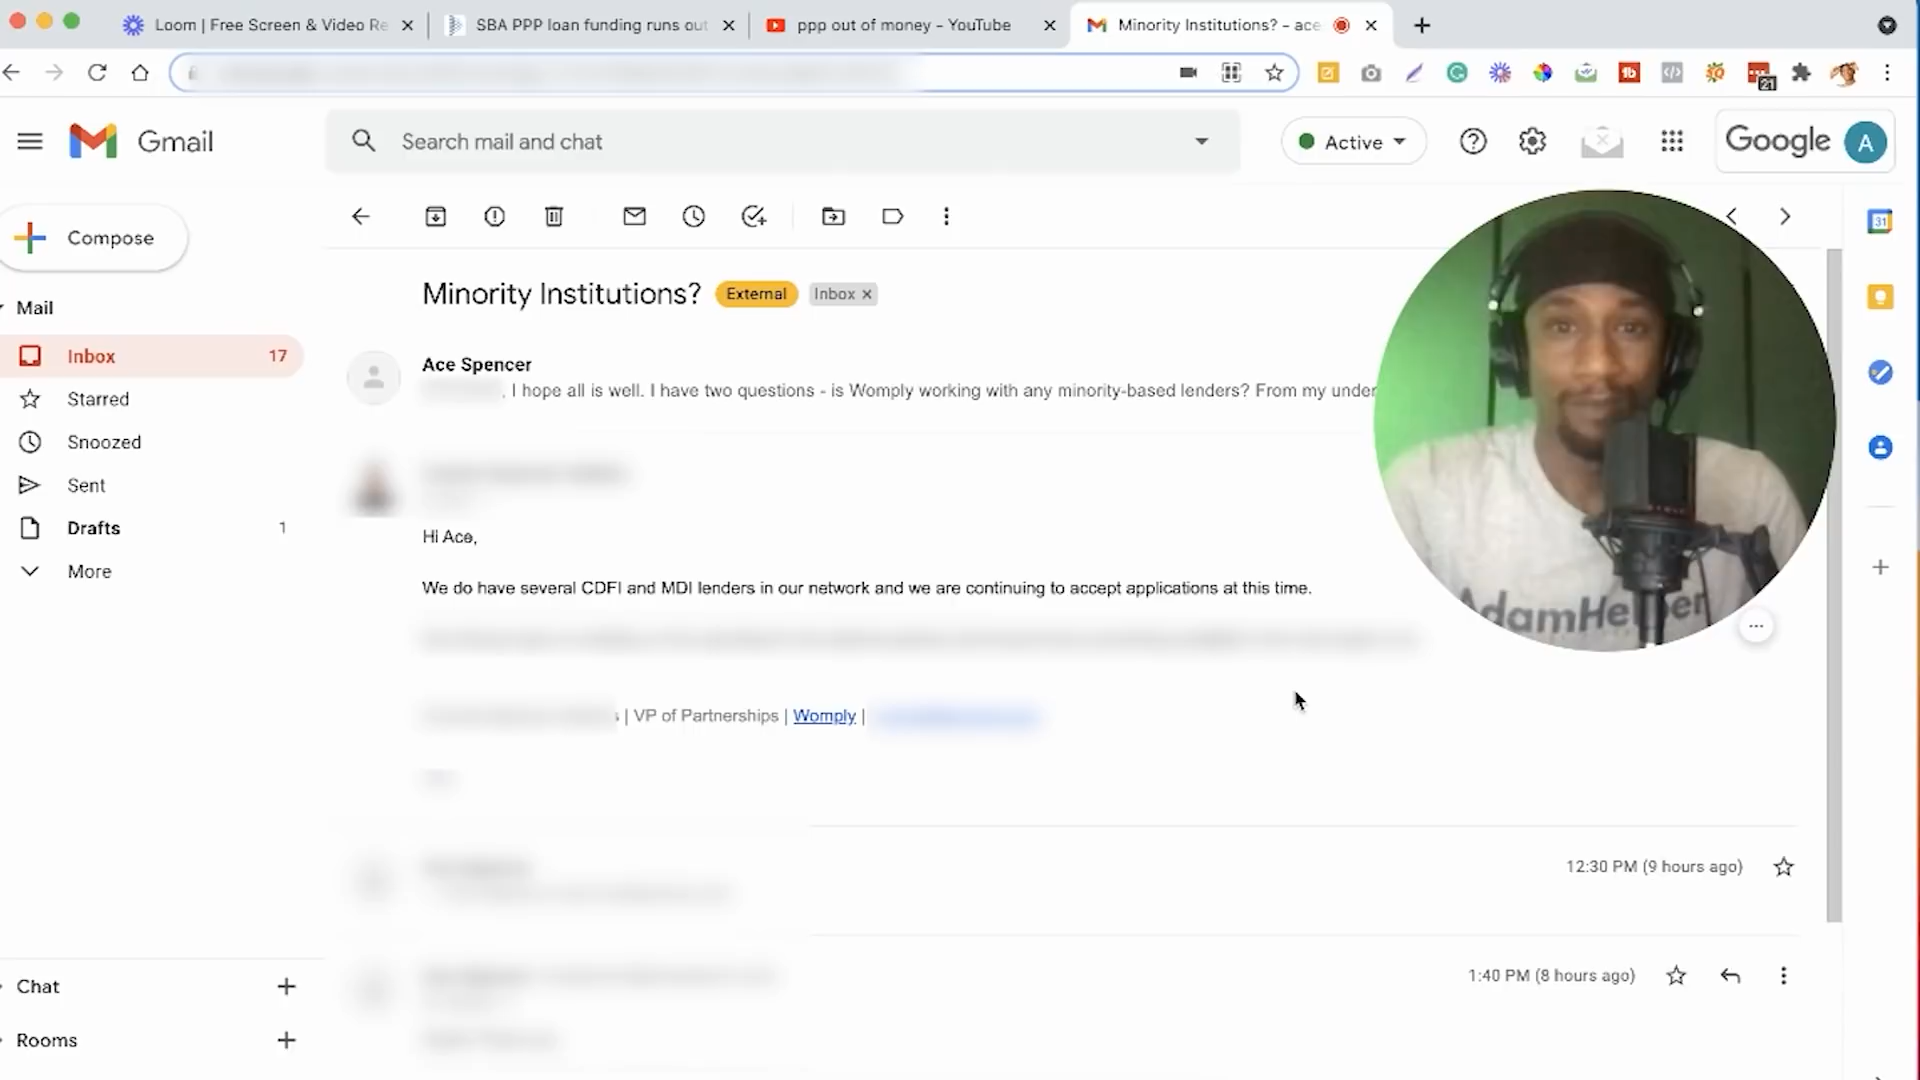 Loom | Free Screen & Video Re
SBA PPP loan funding runs out
ppp out of money - YouTube
Minority Institutions? - ace
21
Gmail
Search mail and chat
Active
Google
A
Compose
Mail
Inbox 17
Starred
Snoozed
Sent
Drafts 1
More
Chat
Rooms
31
Minority Institutions? External Inbox
Ace Spencer
, I hope all is well. I have two questions - is Womply working with any minority-based lenders? From my under
Hi Ace,
We do have several CDFI and MDI lenders in our network and we are continuing to accept applications at this time.
| VP of Partnerships | Womply |
12:30 PM (9 hours ago)
1:40 PM (8 hours ago)